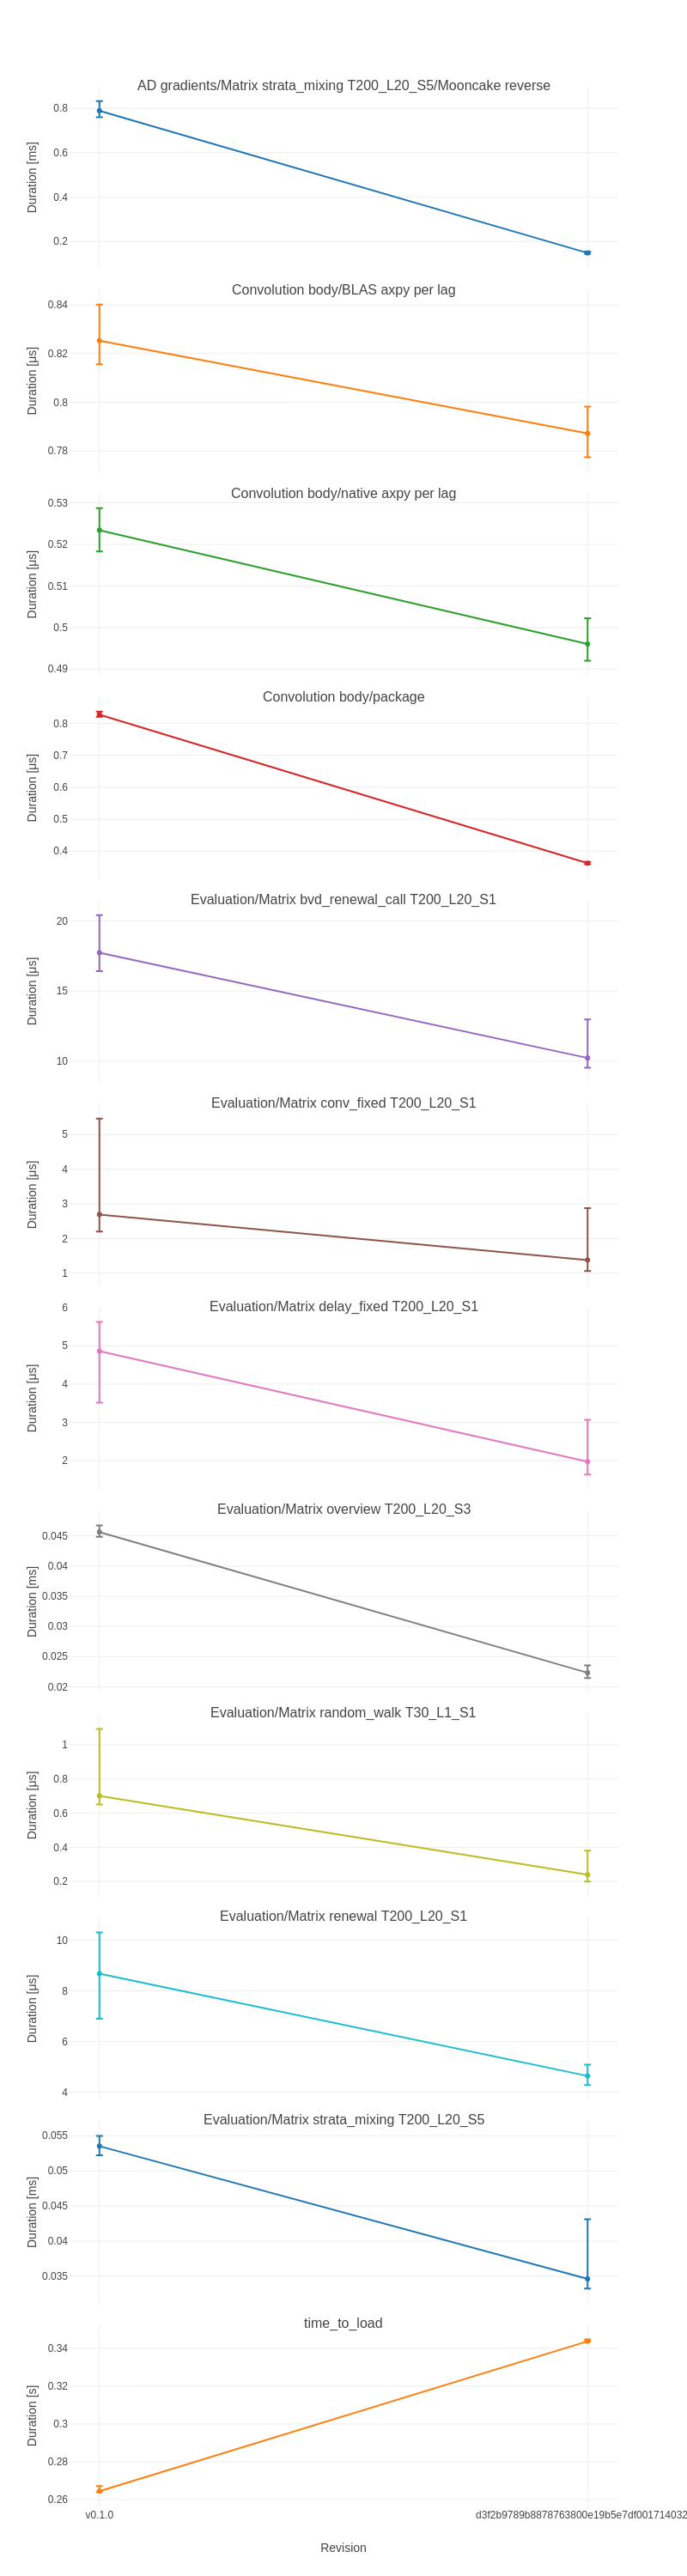 AD gradients/Matrix strata_mixing T200_L20_S5/Mooncake reverse
0.8
0.6
0.4
0.2
Duration [ms]
Convolution body/BLAS axpy per lag
0.84
0.82
0.8
0.78
Duration [μs]
Convolution body/native axpy per lag
0.53
0.52
0.51
0.5
0.49
Duration [μs]
Convolution body/package
0.8
0.7
0.6
0.5
0.4
Duration [μs]
Evaluation/Matrix bvd_renewal_call T200_L20_S1
20
15
10
Duration [μs]
Evaluation/Matrix conv_fixed T200_L20_S1
5
4
3
2
1
Duration [μs]
Evaluation/Matrix delay_fixed T200_L20_S1
6
5
4
3
2
Duration [μs]
Evaluation/Matrix overview T200_L20_S3
0.045
0.04
0.035
0.03
0.025
0.02
Duration [ms]
Evaluation/Matrix random_walk T30_L1_S1
1
0.8
0.6
0.4
0.2
Duration [μs]
Evaluation/Matrix renewal T200_L20_S1
10
8
6
4
Duration [μs]
Evaluation/Matrix strata_mixing T200_L20_S5
0.055
0.05
0.045
0.04
0.035
Duration [ms]
time_to_load
0.34
0.32
0.3
0.28
0.26
Duration [s]
v0.1.0
d3f2b9789b8878763800e19b5e7df001714032
Revision